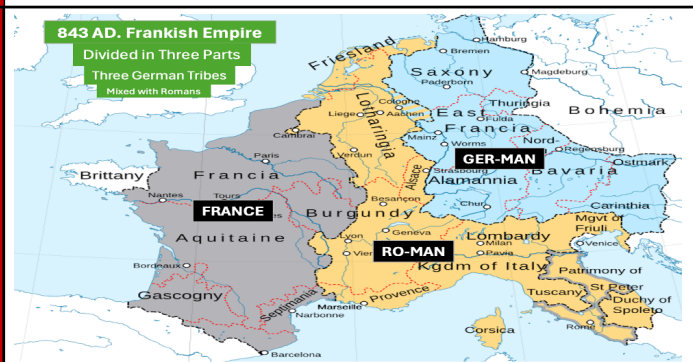 843 AD. Frankish Empire
Divided in Three Parts
Three German Tribes
Mixed with Romans
Friesland
Hamburg
Bremen
Saxony
Magdeburg
Paderborn
Lotharingia
Cologne
Thuringia
Liege
Aachen
East
Fulda
Bohemia
Cambrai
Francia
Nord-
Mainz
Worms
Regensburg
Paris
Verdun
GER-MAN
Ostmark
Brittany
Francia
Alsace
Strasbourg
Bavaria
Alamannia
Nantes
Tours
Besançon
Chur
Carinthia
FRANCE
es
Burgundy
Mgvt of
Friuli
Aquitaine
Lyon
Geneva
Lombardy
Milan
Venice
Vier
RO-MAN
Pavia
Bordeaux
Kgdm of Italy
Patrimony of
St Peter
Gascogny
Septimania
Provence
Marseille
Tuscany
Duchy of
Spoleto
Narbonne
Corsica
Rome
Barcelona